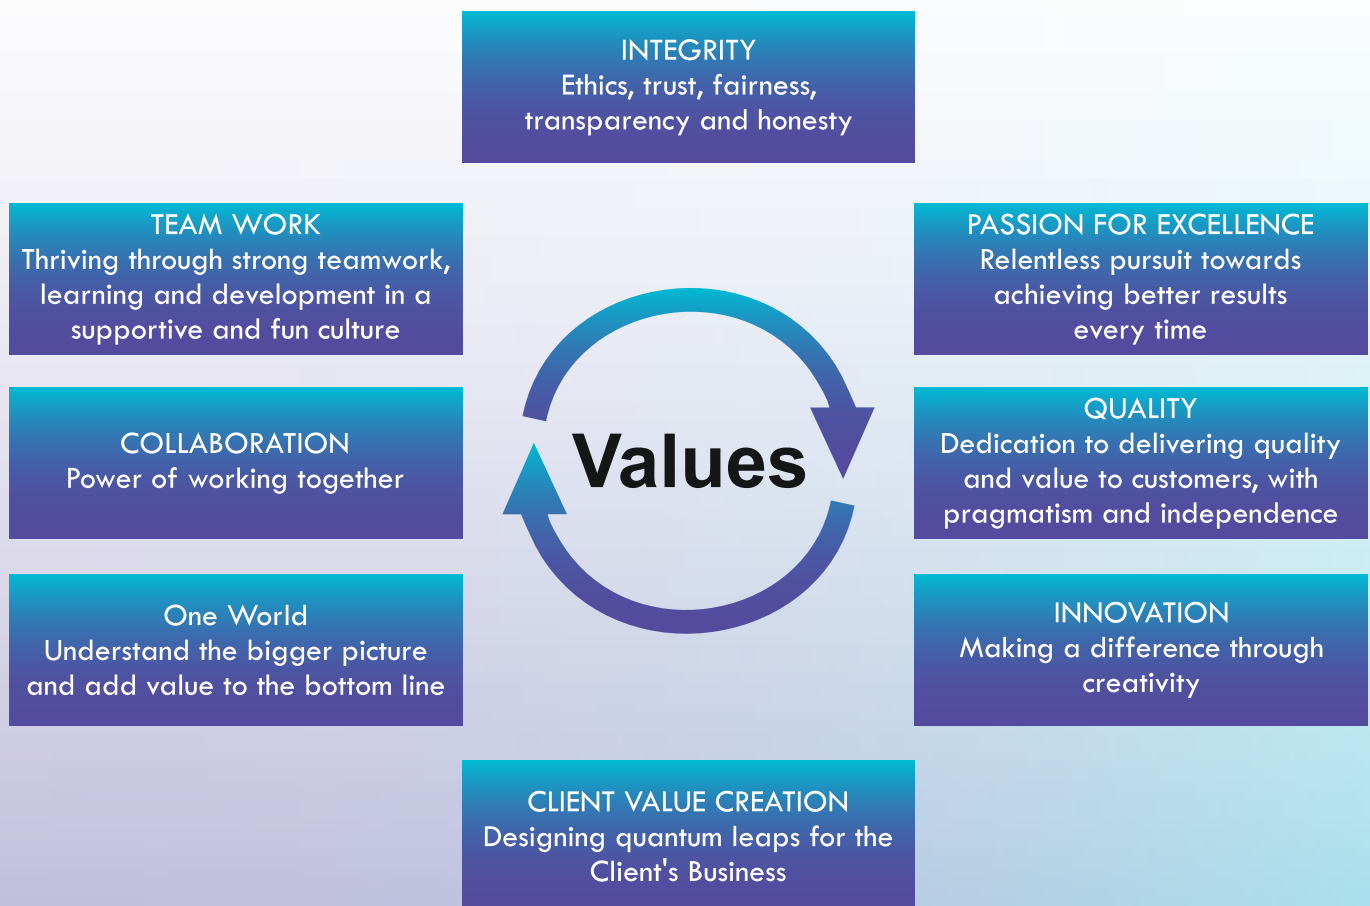 INTEGRITY
Ethics, trust, fairness,
transparency and honesty
TEAM WORK
Thriving through strong teamwork,
learning and development in a
supportive and fun culture
PASSION FOR EXCELLENCE
Relentless pursuit towards
achieving better results
every time
COLLABORATION
Power of working together
Values
QUALITY
Dedication to delivering quality
and value to customers, with
pragmatism and independence
One World
Understand the bigger picture
and add value to the bottom line
INNOVATION
Making a difference through
creativity
CLIENT VALUE CREATION
Designing quantum leaps for the
Client's Business